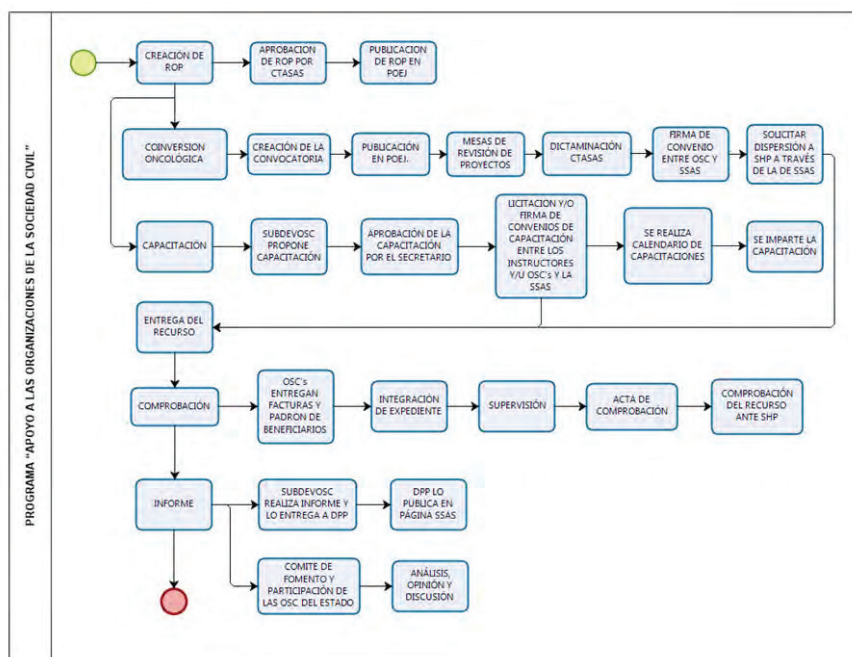 PROGRAMA "APOYO A LAS ORGANIZACIONES DE LA SOCIEDAD CIVIL"
CREACIÓN DE
ROP
APROBACION
DE ROP POR
CTASAS
PUBLICACION
DE ROP EN
POEJ
COINVERSION
ONCOLÓGICA
CREACIÓN DE LA
CONVOCATORIA
PUBLICACIÓN
EN POEJ.
MESAS DE
REVISIÓN DE
PROYECTOS
DICTAMINACIÓN
CTASAS
FIRMA DE
CONVENIO
ENTRE OSC Y
SSAS
SOLICITAR
DISPERSIÓN A
SHP A TRAVÉS
DE LA DE SSAS
CAPACITACIÓN
SUBDEVOSC
PROPONE
CAPACITACIÓN
APROBACIÓN DE LA
CAPACITACIÓN
POR EL SECRETARIO
LICITACION Y/O
FIRMA DE
CONVENIOS DE
CAPACITACIÓN
ENTRE LOS
INSTRUCTORES
Y/U OSC's Y LA
SSAS
SE REALIZA
CALENDARIO DE
CAPACITACIONES
SE IMPARTE LA
CAPACITACIÓN
ENTREGA DEL
RECURSO
COMPROBACIÓN
OSC's
ENTREGAN
FACTURAS Y
PADRON DE
BENEFICIARIOS
INTEGRACIÓN
DE EXPEDIENTE
SUPERVISIÓN
ACTA DE
COMPROBACIÓN
COMPROBACIÓN
DEL RECURSO
ANTE SHP
INFORME
SUBDEVOSC
REALIZA INFORME Y
LO ENTREGA A DPP
DPP LO
PUBLICA EN
PÁGINA SSAS
COMITE DE
FOMENTO Y
PARTICIPACIÓN DE
LAS OSC DEL ESTADO
ANÁLISIS,
OPINIÓN Y
DISCUSIÓN